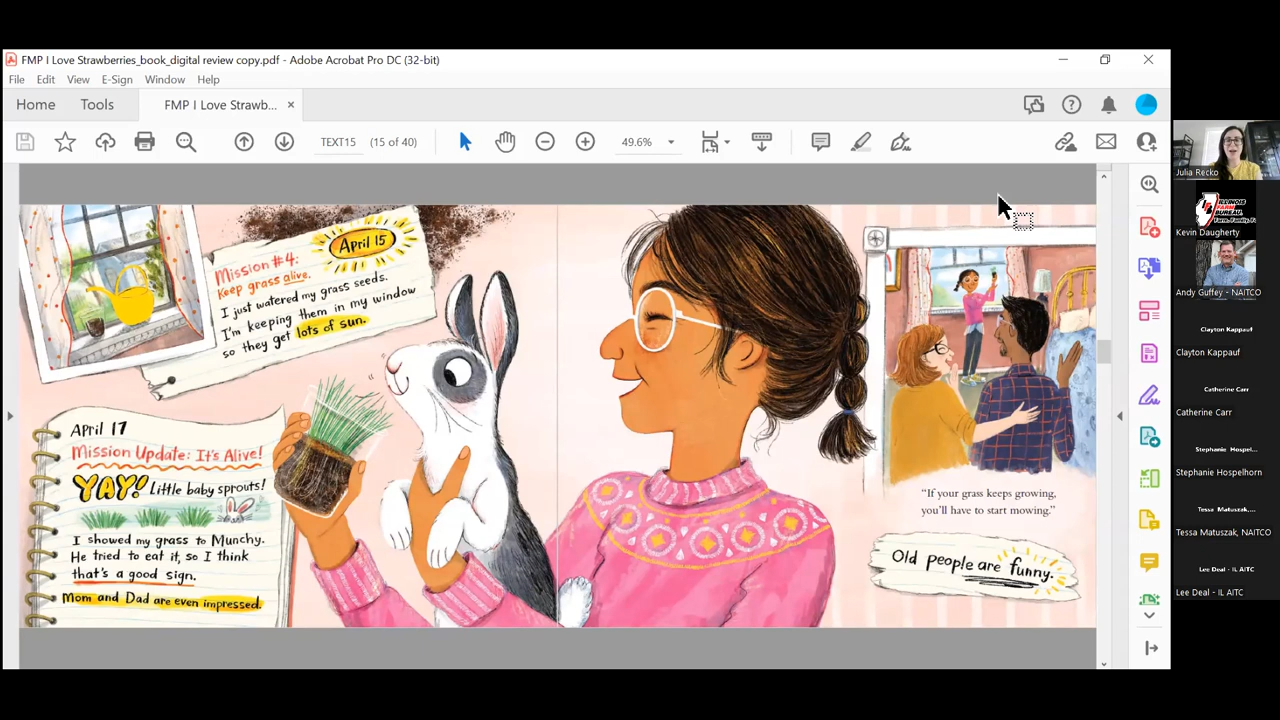 FMP I Love Strawberries_book_digital review copy.pdf - Adobe Acrobat Pro DC (32-bit)
File Edit View E-Sign Window Help
Home Tools FMP I Love Strawb... ×
TEXT15 (15 of 40) 49.6%
April 15
Mission #4:
Keep grass alive.
I just watered my grass seeds.
I'm keeping them in my window
so they get lots of sun.
April 17
Mission Update: It's Alive!
YAY! Little baby sprouts!
I showed my grass to Munchy.
He tried to eat it, so I think
that's a good sign.
Mom and Dad are even impressed.
"If your grass keeps growing,
you'll have to start mowing."
Old people are funny.
Julia Recko
ILLINOIS
FARM
BUREAU
Kevin Daugherty
Andy Guffey - NAITCO
Clayton Kappauf
Clayton Kappauf
Catherine Carr
Catherine Carr
Stephanie Hospel...
Stephanie Hospelhorn
Tessa Matuszak,...
Tessa Matuszak, NAITCO
Lee Deal - IL AITC
Lee Deal - IL AITC